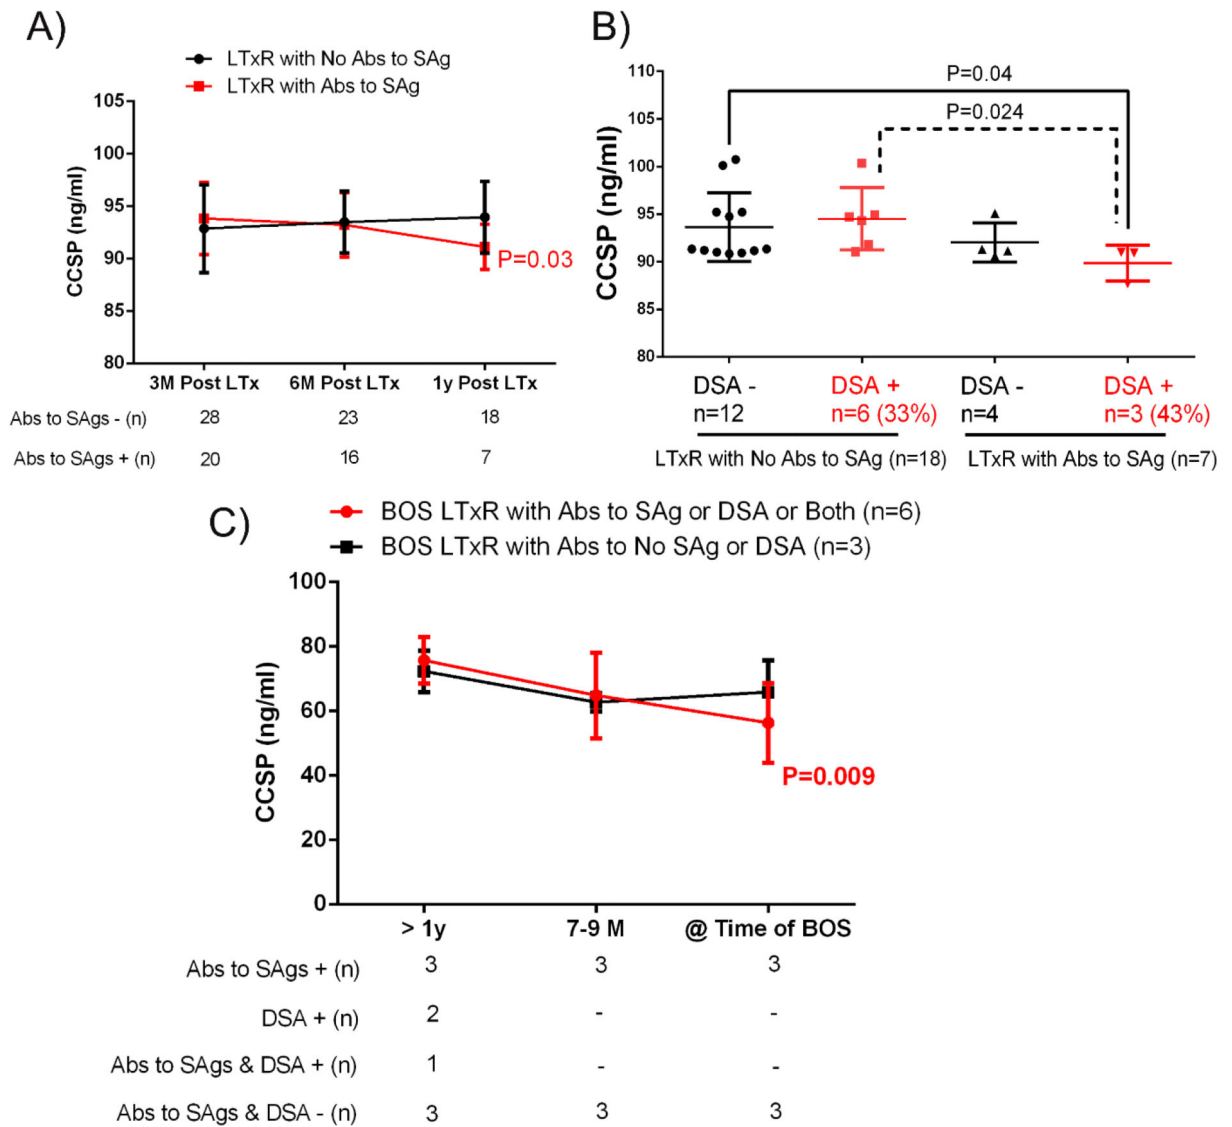 A)
LTxR with No Abs to SAg
LTxR with Abs to SAg
CCSP (ng/ml)
105
100
95
90
85
80
P=0.03
3M Post LTx 6M Post LTx 1y Post LTx
Abs to SAgs - (n) 28 23 18
Abs to SAgs + (n) 20 16 7
B)
CCSP (ng/ml)
110
105
100
95
90
85
80
P=0.04
P=0.024
DSA - DSA + DSA - DSA +
n=12 n=6 (33%) n=4 n=3 (43%)
LTxR with No Abs to SAg (n=18) LTxR with Abs to SAg (n=7)
C)
BOS LTxR with Abs to SAg or DSA or Both (n=6)
BOS LTxR with Abs to No SAg or DSA (n=3)
CCSP (ng/ml)
100
80
60
40
20
0
P=0.009
> 1y 7-9 M @ Time of BOS
Abs to SAgs + (n) 3 3 3
DSA + (n) 2 - -
Abs to SAgs & DSA + (n) 1 - -
Abs to SAgs & DSA - (n) 3 3 3